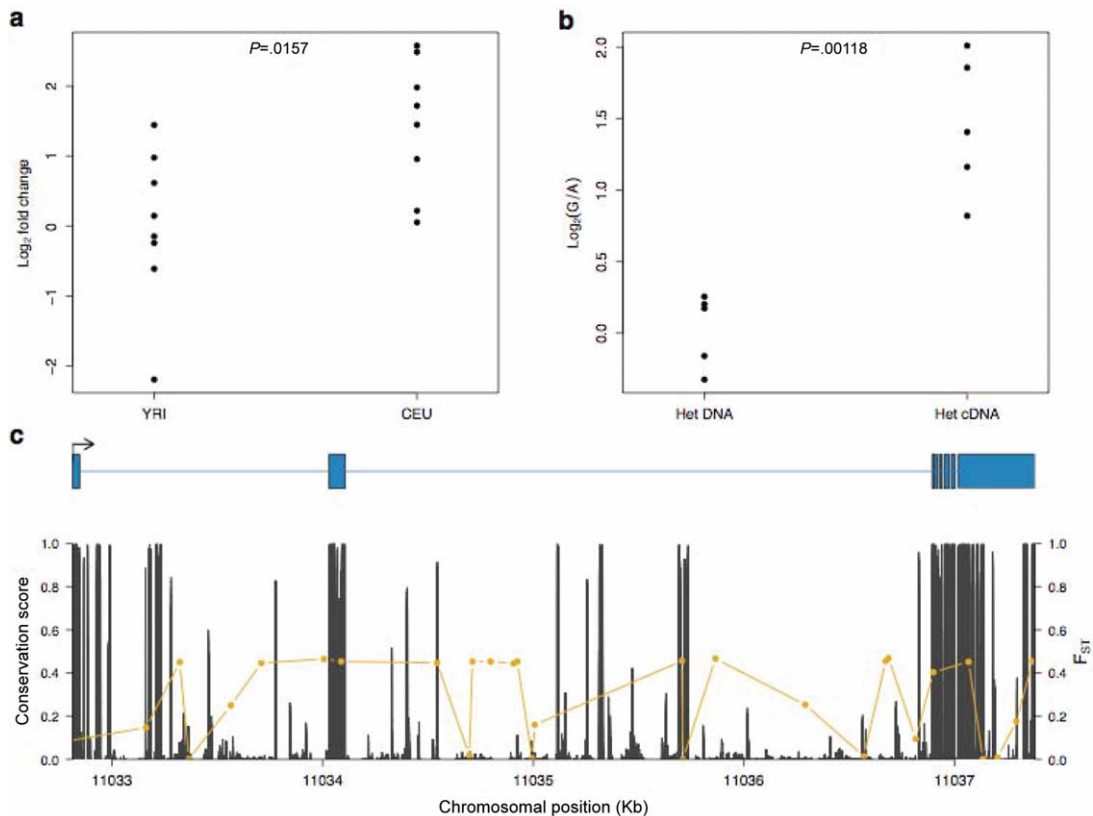 a
P=.0157
Log2 fold change
2
1
0
−1
−2
YRI
CEU
b
P=.00118
Log2(G/A)
2.0
1.5
1.0
0.5
0.0
Het DNA
Het cDNA
c
Conservation score
1.0
0.8
0.6
0.4
0.2
0.0
1.0
0.8
0.6
0.4
0.2
0.0
FST
11033
11034
11035
11036
11037
Chromosomal position (Kb)